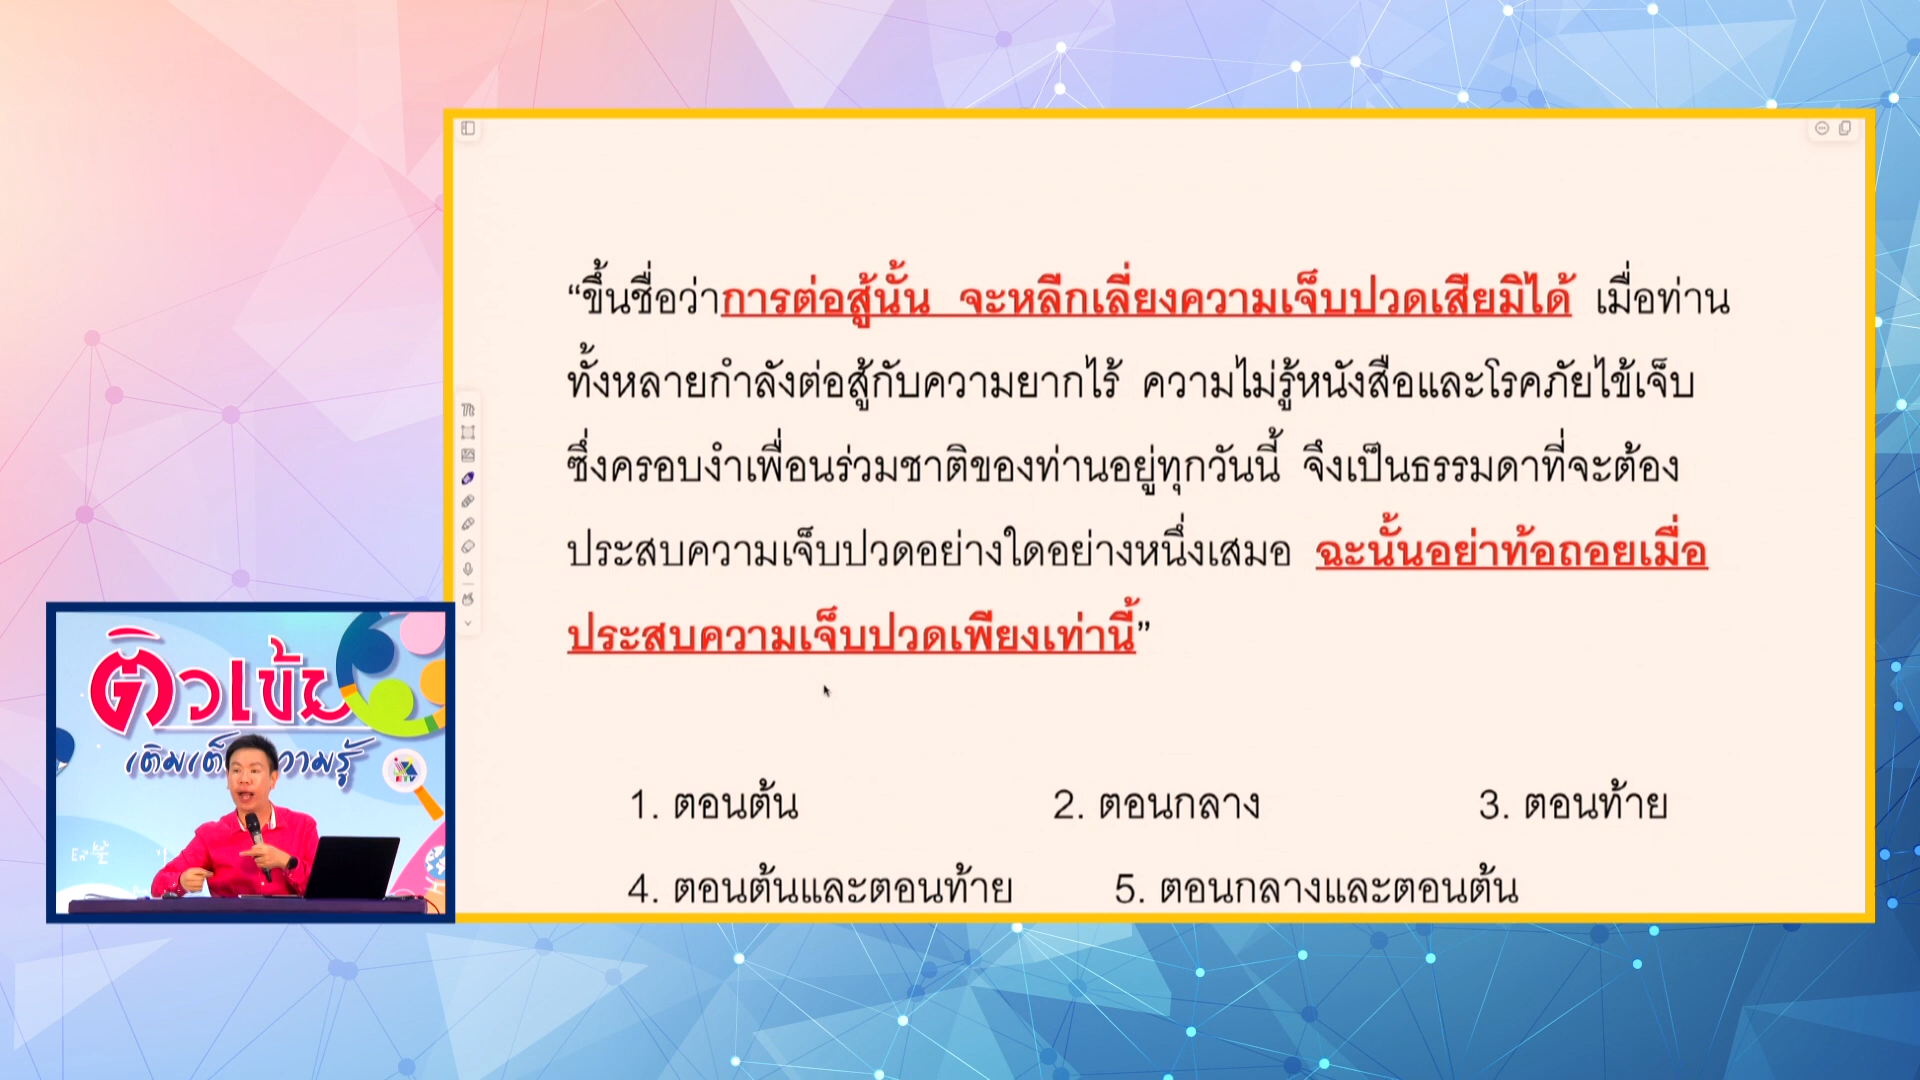 “ขึ้นชื่อว่าการต่อสู้นั้น จะหลีกเลี่ยงความเจ็บปวดเสียมิได้ เมื่อท่าน
ทั้งหลายกำลังต่อสู้กับความยากไร้ ความไม่รู้หนังสือและโรคภัยไข้เจ็บ
ซึ่งครอบงำเพื่อนร่วมชาติของท่านอยู่ทุกวันนี้ จึงเป็นธรรมดาที่จะต้อง
ประสบความเจ็บปวดอย่างใดอย่างหนึ่งเสมอ ฉะนั้นอย่าท้อถอยเมื่อ
ประสบความเจ็บปวดเพียงเท่านี้”
1. ตอนต้น 2. ตอนกลาง 3. ตอนท้าย
4. ตอนต้นและตอนท้าย 5. ตอนกลางและตอนต้น
ติวเข้ม